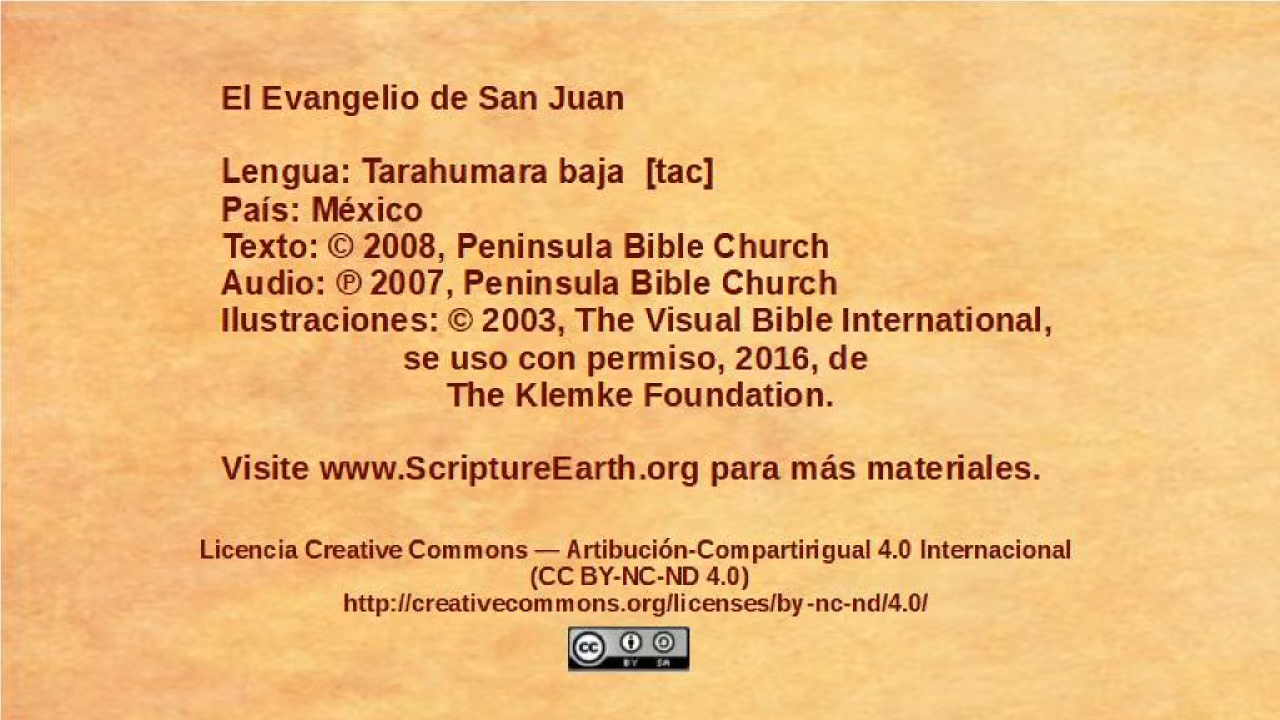 El Evangelio de San Juan
Lengua: Tarahumara baja [tac]
País: México
Texto: © 2008, Peninsula Bible Church
Audio: ℗ 2007, Peninsula Bible Church
Ilustraciones: © 2003, The Visual Bible International,
se uso con permiso, 2016, de
The Klemke Foundation.
Visite www.ScriptureEarth.org para más materiales.
Licencia Creative Commons — Artibución-Compartirigual 4.0 Internacional
(CC BY-NC-ND 4.0)
http://creativecommons.org/licenses/by-nc-nd/4.0/
cc BY SA